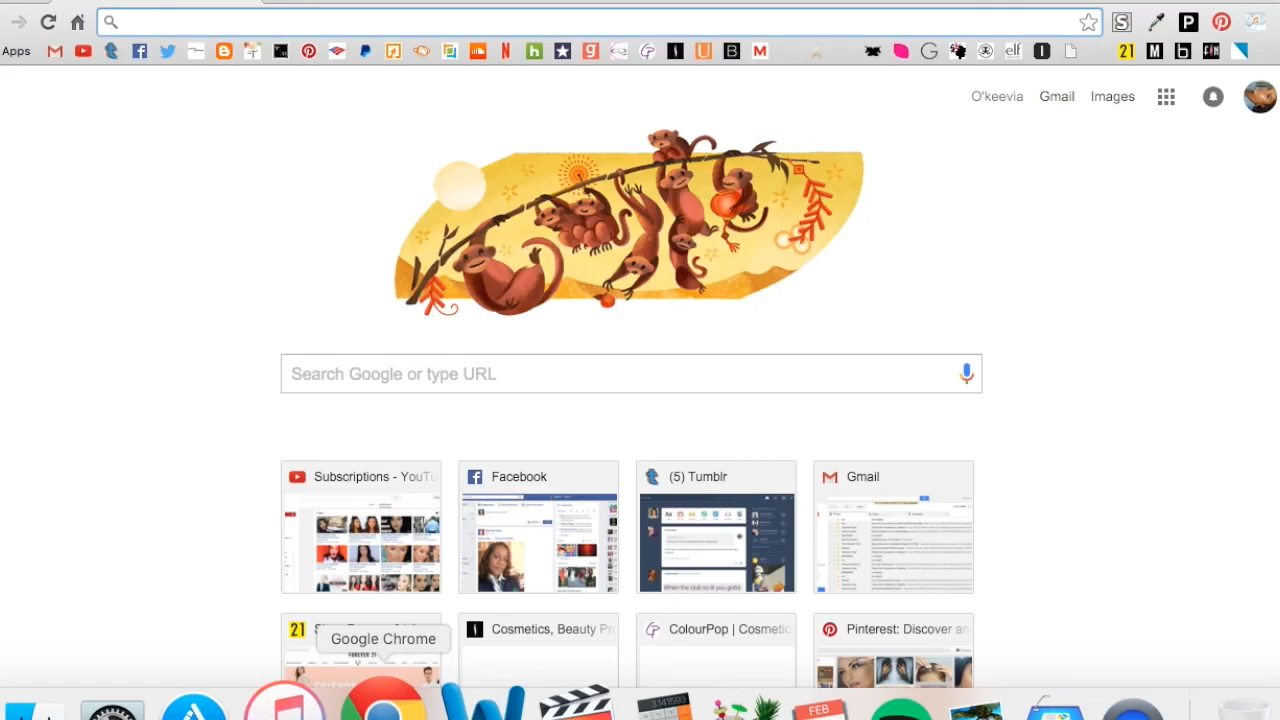 Apps
O'keevia Gmail Images
Search Google or type URL
Subscriptions - YouTu
Facebook
(5) Tumblr
Gmail
Google Chrome
Cosmetics, Beauty Pr
ColourPop | Cosmetic
Pinterest: Discover an
FOREVER 21
FEB